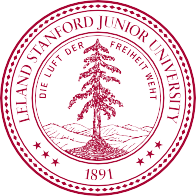 LELAND STANFORD JUNIOR UNIVERSITY
DIE LUFT DER FREIHEIT WEHT
1891